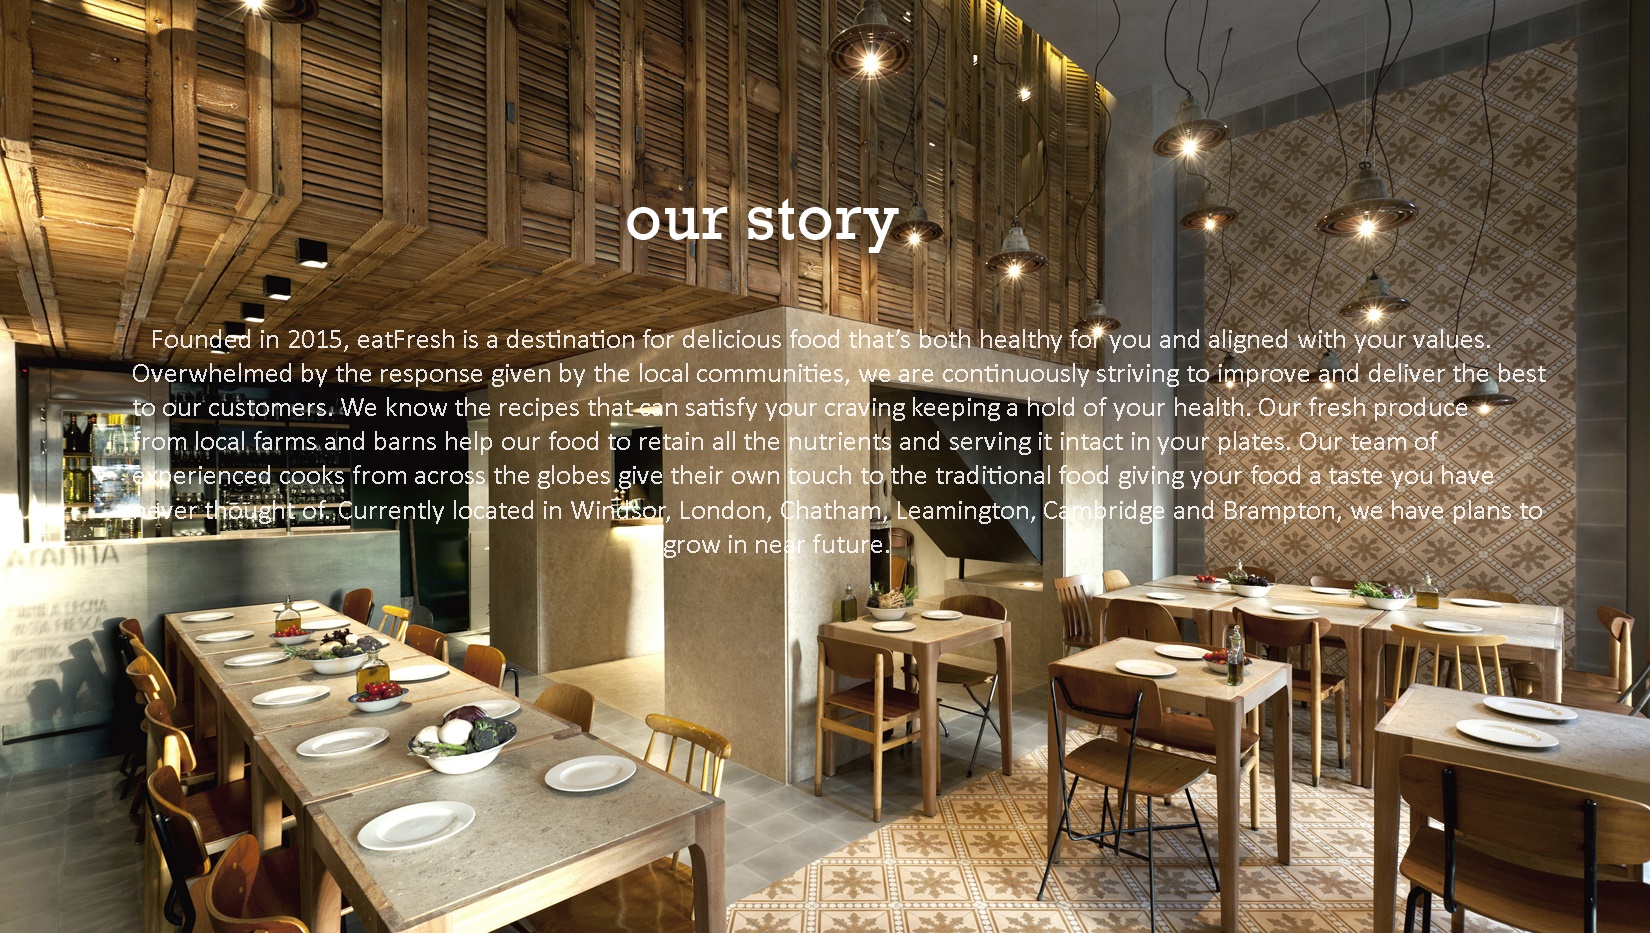 our story
Founded in 2015, eatFresh is a destination for delicious food that's both healthy for you and aligned with your values.
Overwhelmed by the response given by the local communities, we are continuously striving to improve and deliver the best
to our customers. We know the recipes that can satisfy your craving keeping a hold of your health. Our fresh produce
from local farms and barns help our food to retain all the nutrients and serving it intact in your plates. Our team of
experienced cooks from across the globes give their own touch to the traditional food giving your food a taste you have
never thought of. Currently located in Windsor, London, Chatham, Leamington, Cambridge and Brampton, we have plans to
grow in near future.